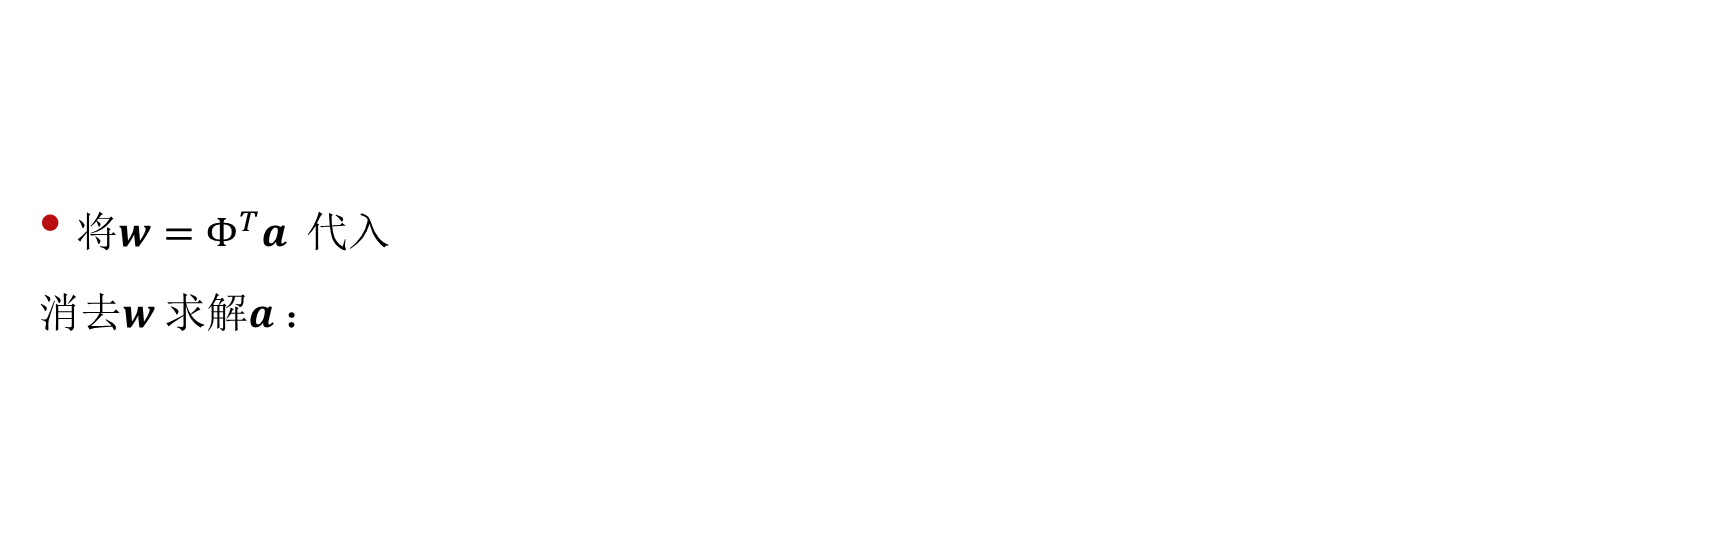 • 将𝒘 = Φ^T 𝒂 代入
消去𝒘 求解𝒂：